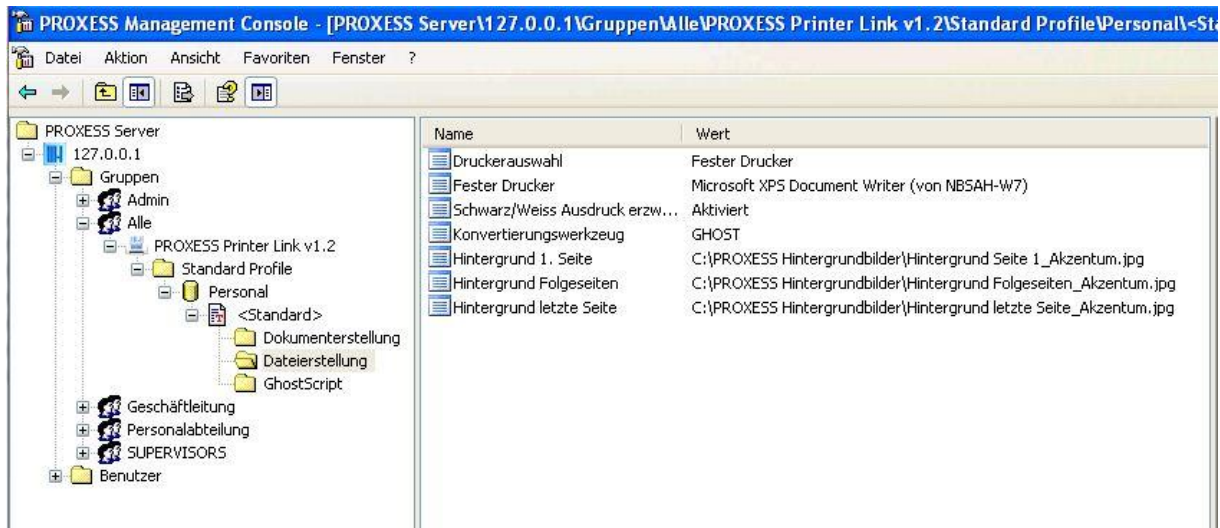 PROXESS Management Console - [PROXESS Server\127.0.0.1\Gruppen\Alle\PROXESS Printer Link v1.2\Standard Profile\Personal\<Sta
Datei Aktion Ansicht Favoriten Fenster ?
PROXESS Server
127.0.0.1
Gruppen
Admin
Alle
PROXESS Printer Link v1.2
Standard Profile
Personal
<Standard>
Dokumenterstellung
Dateierstellung
GhostScript
Geschäftleitung
Personalabteilung
SUPERVISORS
Benutzer
Name Wert
Druckerauswahl Fester Drucker
Fester Drucker Microsoft XPS Document Writer (von NBSAH-W7)
Schwarz/Weiss Ausdruck erzw... Aktiviert
Konvertierungswerkzeug GHOST
Hintergrund 1. Seite C:\PROXESS Hintergrundbilder\Hintergrund Seite 1_Akzentum.jpg
Hintergrund Folgeseiten C:\PROXESS Hintergrundbilder\Hintergrund Folgeseiten_Akzentum.jpg
Hintergrund letzte Seite C:\PROXESS Hintergrundbilder\Hintergrund letzte Seite_Akzentum.jpg